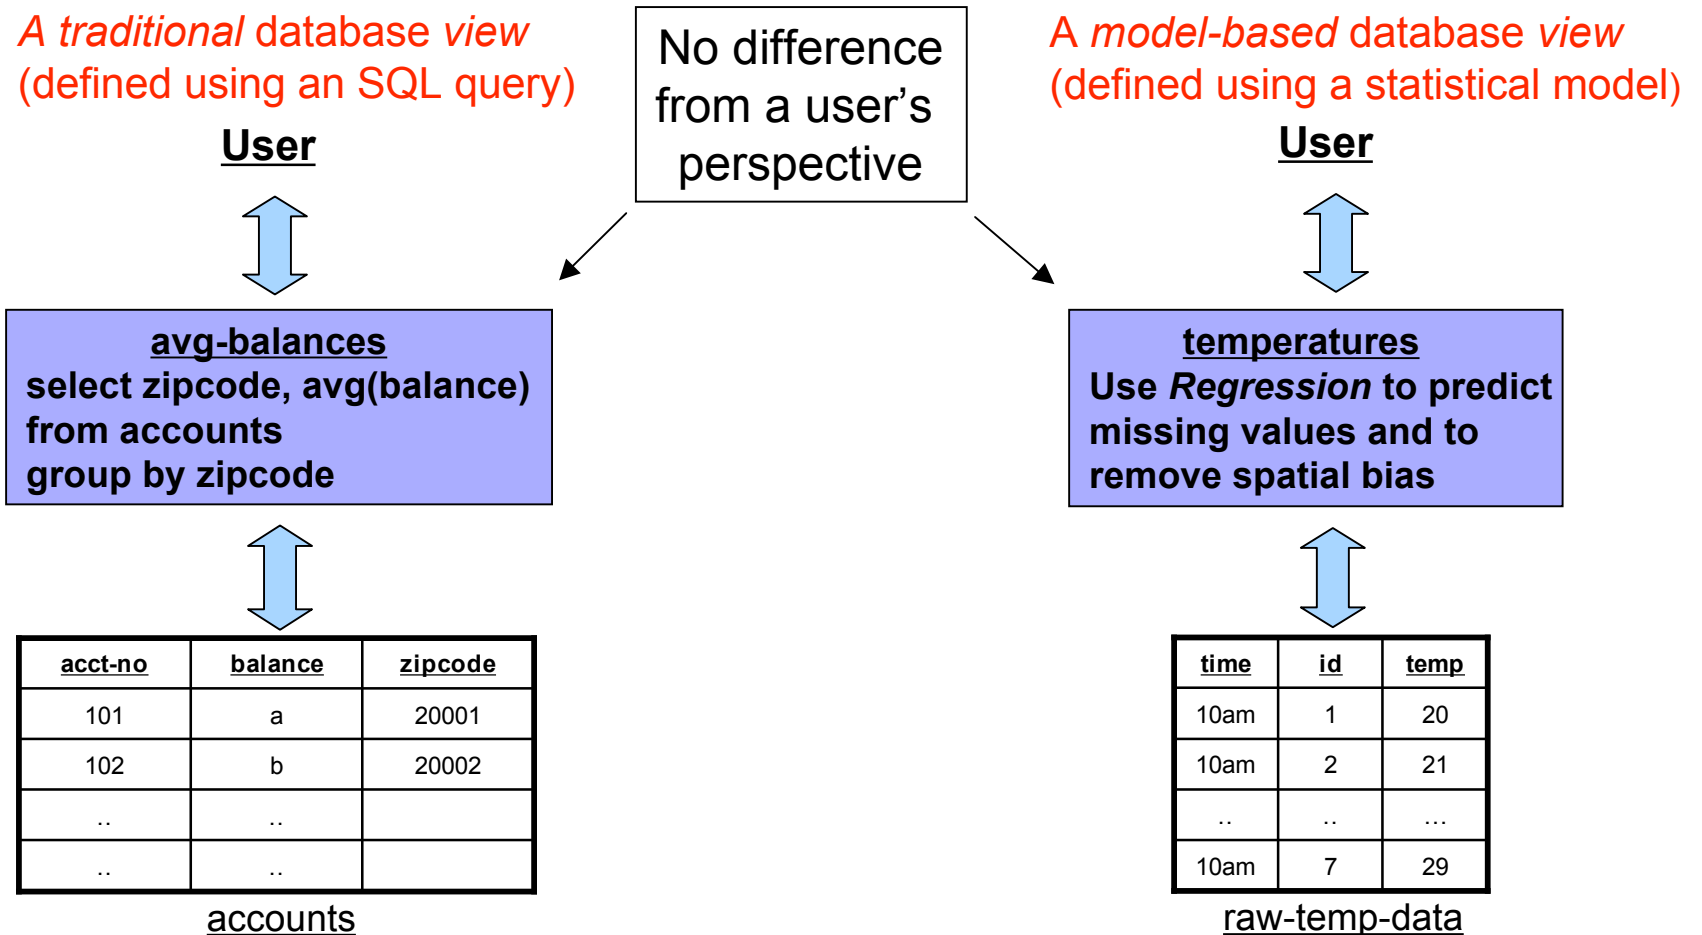 A traditional database view
(defined using an SQL query)
User
No difference
from a user's
perspective
A model-based database view
(defined using a statistical model)
User
avg-balances
select zipcode, avg(balance)
from accounts
group by zipcode
temperatures
Use Regression to predict
missing values and to
remove spatial bias
acct-no balance zipcode
101 a 20001
102 b 20002
.. ..
.. ..
accounts
time id temp
10am 1 20
10am 2 21
.. .. ...
10am 7 29
raw-temp-data